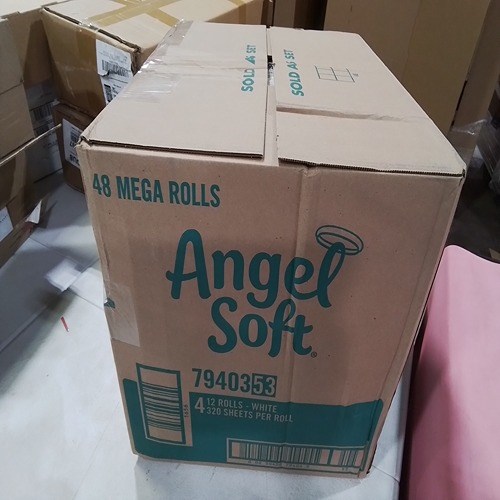 SOLD AS SET
SOLD AS SET
48 MEGA ROLLS
Angel
Soft
7940353
4 12 ROLLS - WHITE
320 SHEETS PER ROLL